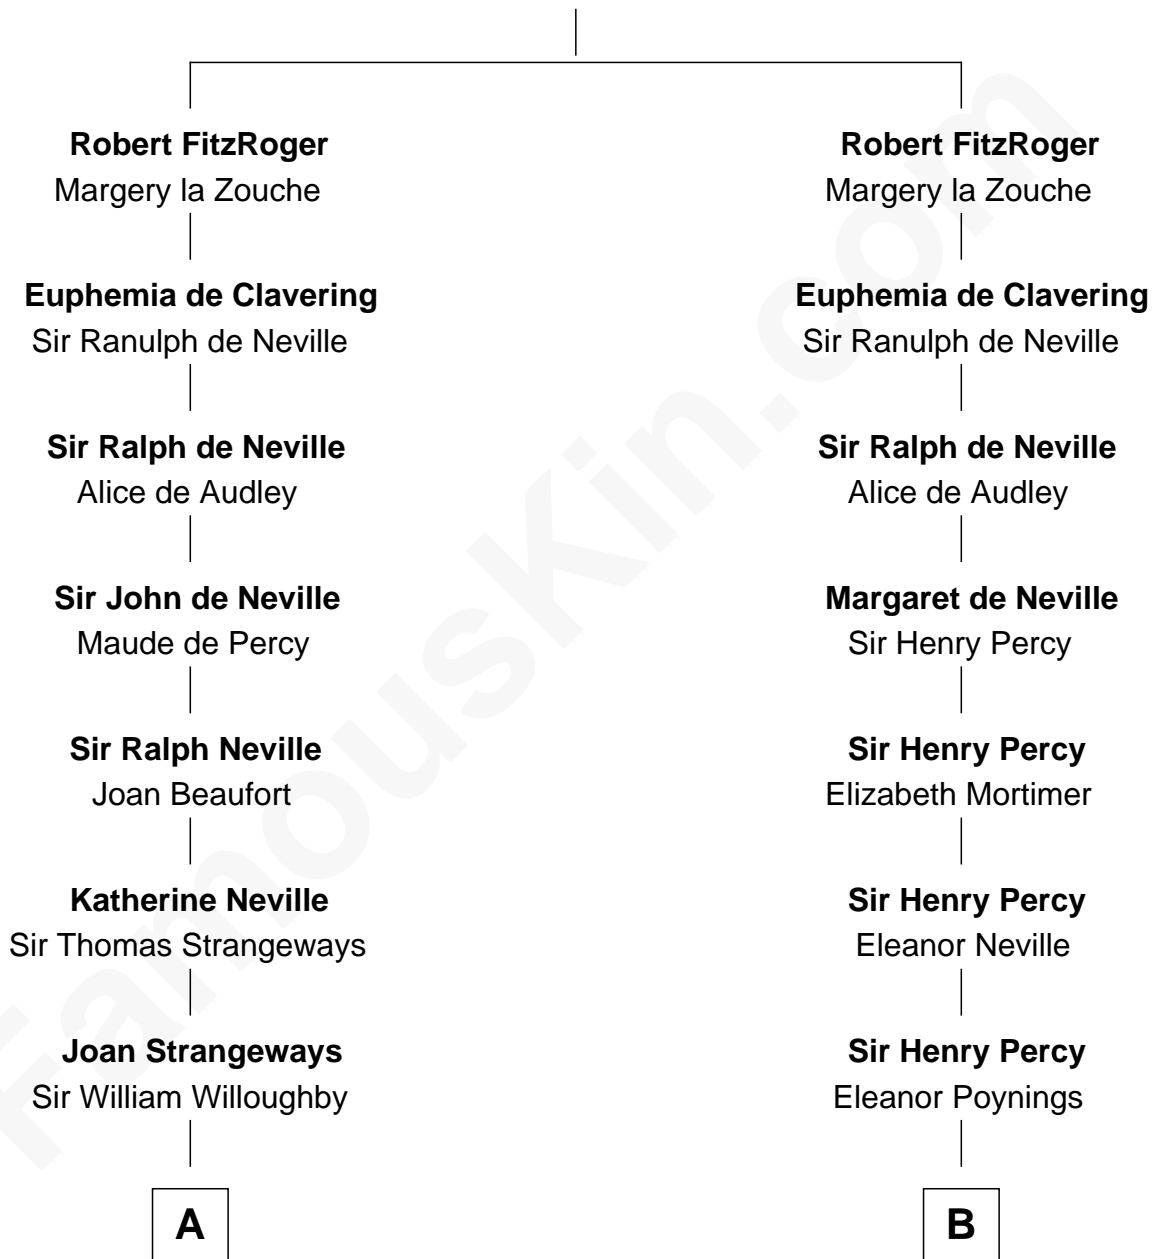 Robert FitzRoger
Margery la Zouche
Euphemia de Clavering
Sir Ranulph de Neville
Sir Ralph de Neville
Alice de Audley
Sir John de Neville
Maude de Percy
Sir Ralph Neville
Joan Beaufort
Katherine Neville
Sir Thomas Strangeways
Joan Strangeways
Sir William Willoughby
A
Robert FitzRoger
Margery la Zouche
Euphemia de Clavering
Sir Ranulph de Neville
Sir Ralph de Neville
Alice de Audley
Margaret de Neville
Sir Henry Percy
Sir Henry Percy
Elizabeth Mortimer
Sir Henry Percy
Eleanor Neville
Sir Henry Percy
Eleanor Poynings
B
FamousKin.com